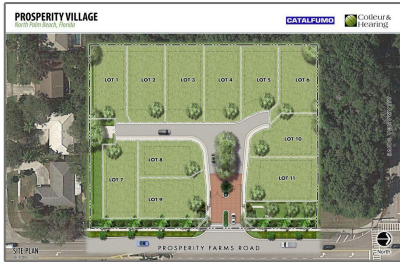 PROSPERITY VILLAGE
North Palm Beach, Florida
CATALFUMO
Cotleur &
Hearing
LOT 1
LOT 2
LOT 3
LOT 4
LOT 5
LOT 6
LOT 10
LOT 8
LOT 7
LOT 11
LOT 9
PROSPERITY FARMS ROAD
SITE PLAN
North